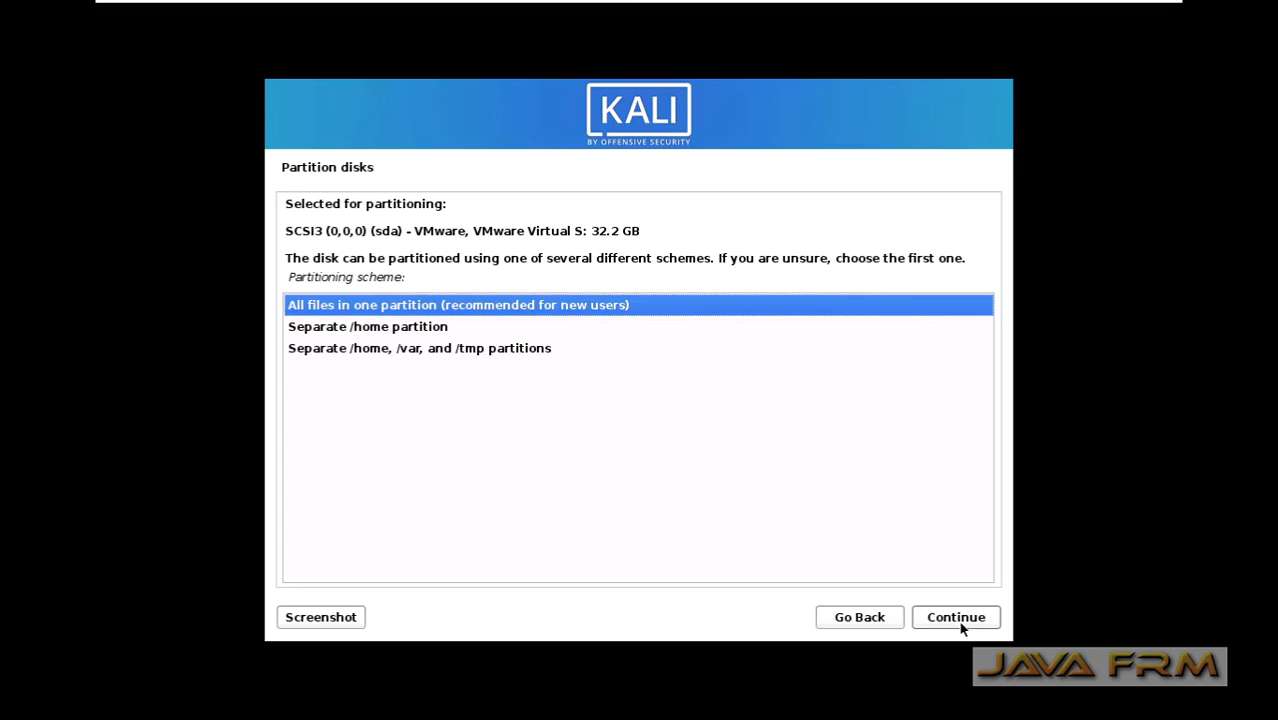 KALI
BY OFFENSIVE SECURITY
Partition disks
Selected for partitioning:
SCSI3 (0,0,0) (sda) - VMware, VMware Virtual S: 32.2 GB
The disk can be partitioned using one of several different schemes. If you are unsure, choose the first one.
Partitioning scheme:
All files in one partition (recommended for new users)
Separate /home partition
Separate /home, /var, and /tmp partitions
Screenshot
Go Back
Continue
JAVA FRM